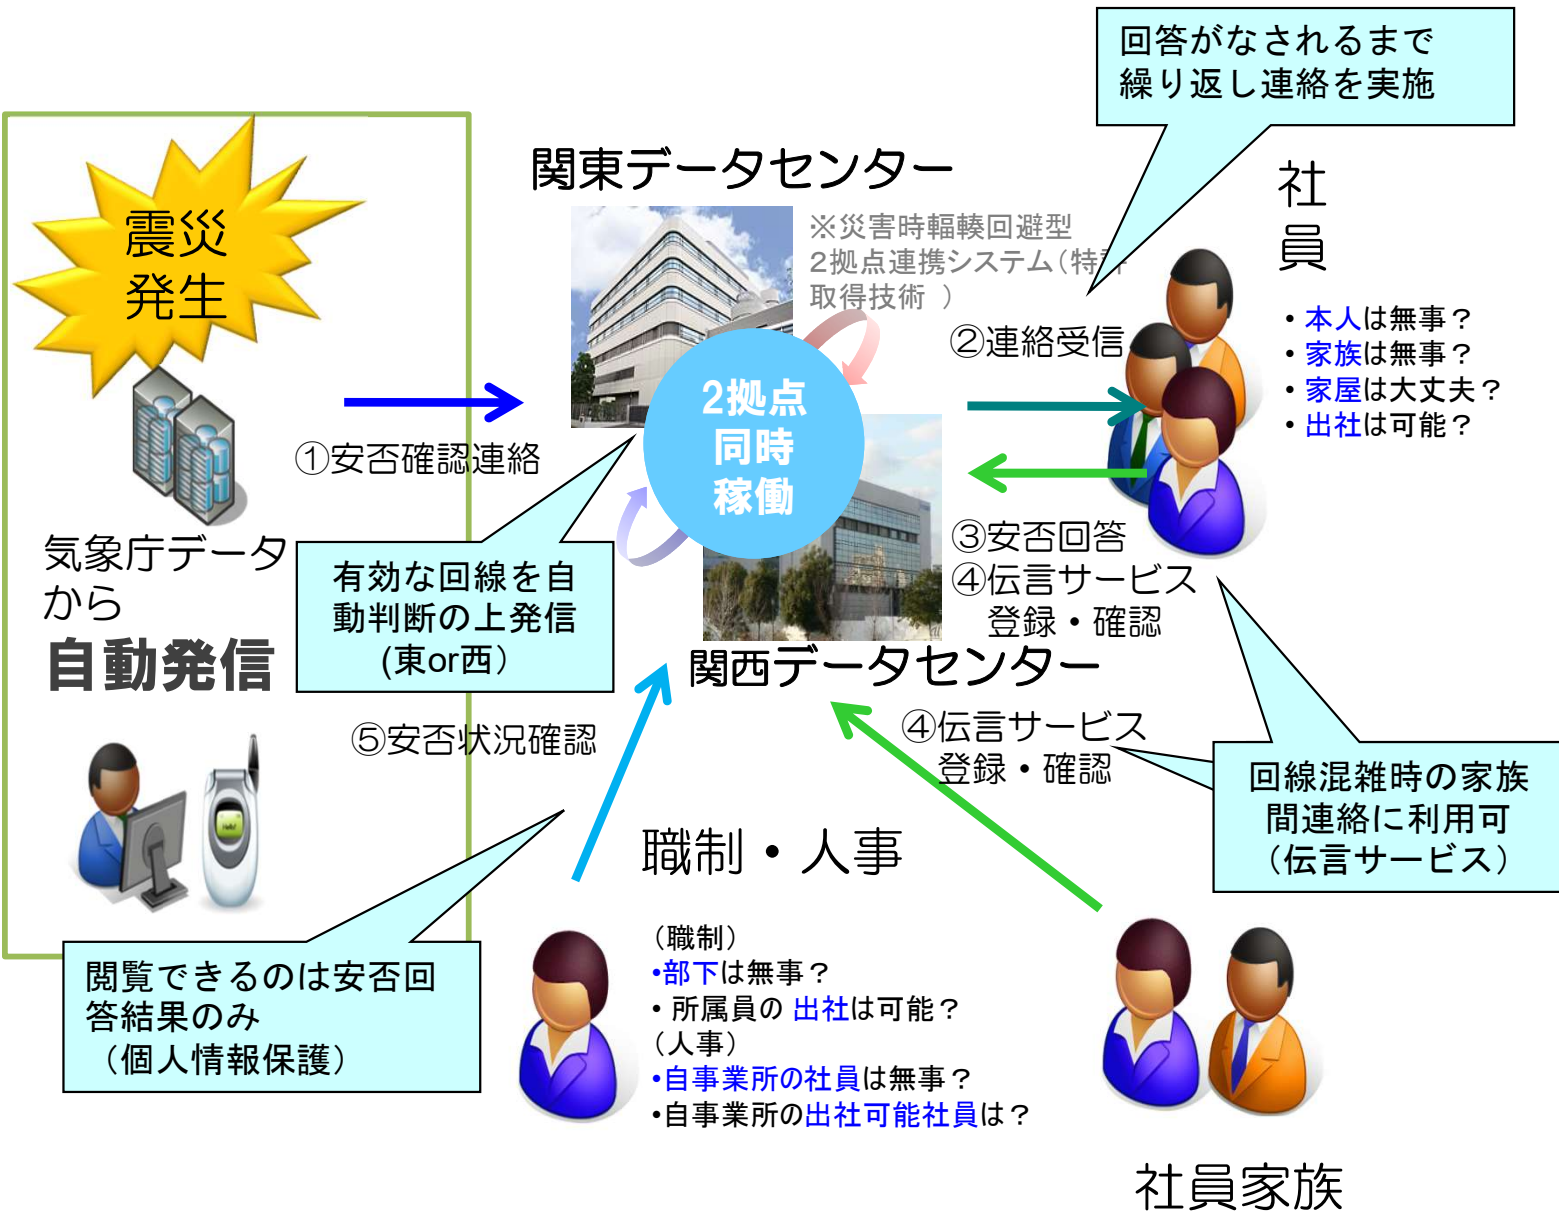 回答がなされるまで
繰り返し連絡を実施
震災
発生
関東データセンター
※災害時輻輳回避型
2拠点連携システム(特許
取得技術 )
社
員
・本人は無事？
・家族は無事？
・家屋は大丈夫？
・出社は可能？
②連絡受信
2拠点
同時
稼働
①安否確認連絡
気象庁データ
から
自動発信
有効な回線を自
動判断の上発信
(東or西)
③安否回答
④伝言サービス
登録・確認
関西データセンター
⑤安否状況確認
④伝言サービス
登録・確認
回線混雑時の家族
間連絡に利用可
(伝言サービス)
Hello!
職制・人事
閲覧できるのは安否回
答結果のみ
(個人情報保護)
(職制)
•部下は無事？
•所属員の 出社は可能？
(人事)
•自事業所の社員は無事？
•自事業所の出社可能社員は？
社員家族